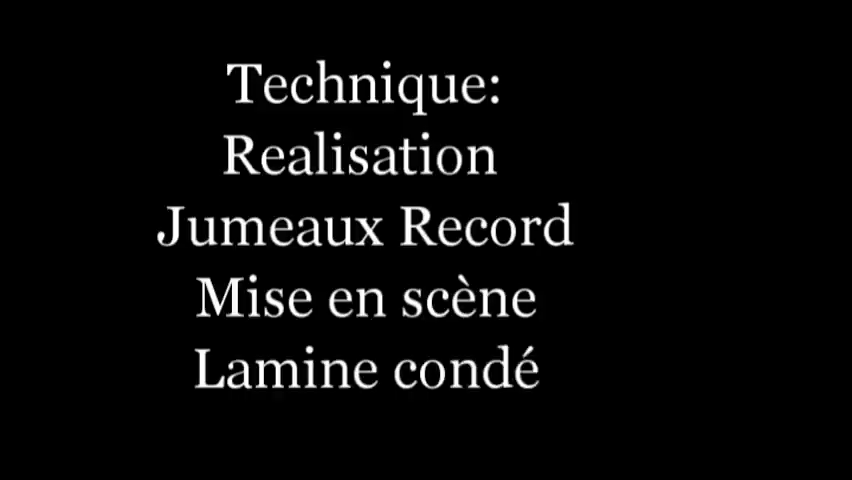 Technique:
Realisation
Jumeaux Record
Mise en scène
Lamine condé